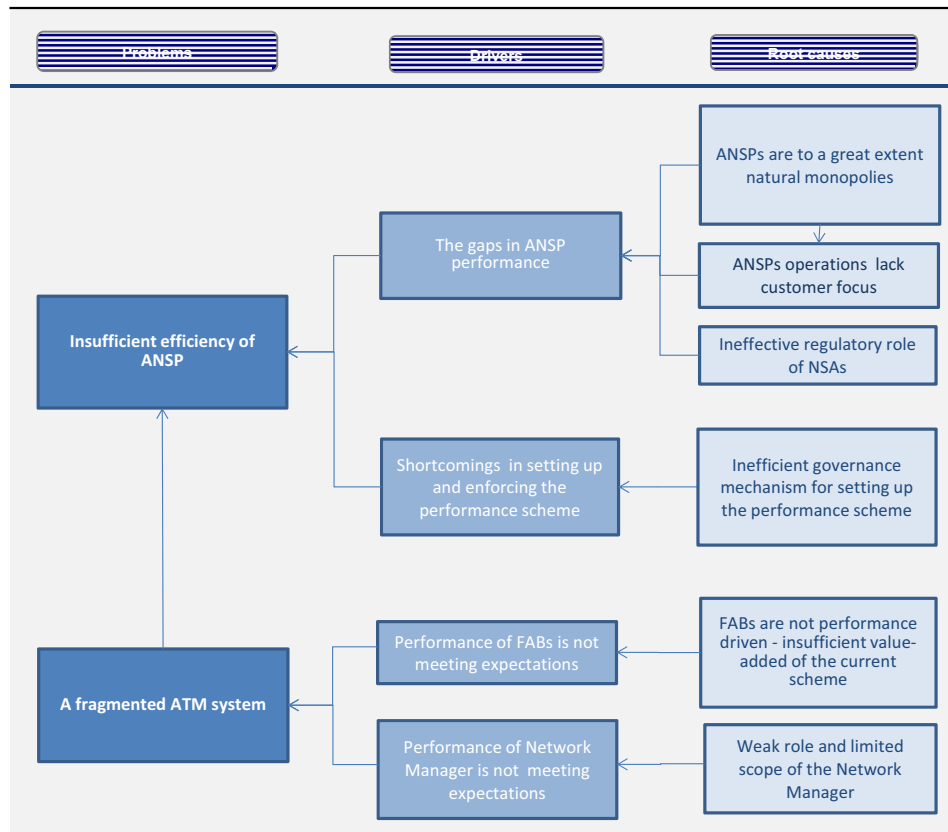 Problems
Drivers
Root causes
ANSPs are to a great extent
natural monopolies
The gaps in ANSP
performance
ANSPs operations lack
customer focus
Insufficient efficiency of
ANSP
Ineffective regulatory role
of NSAs
Shortcomings in setting up
and enforcing the
performance scheme
Inefficient governance
mechanism for setting up
the performance scheme
Performance of FABs is not
meeting expectations
FABs are not performance
driven - insufficient value-
added of the current
scheme
A fragmented ATM system
Performance of Network
Manager is not meeting
expectations
Weak role and limited
scope of the Network
Manager